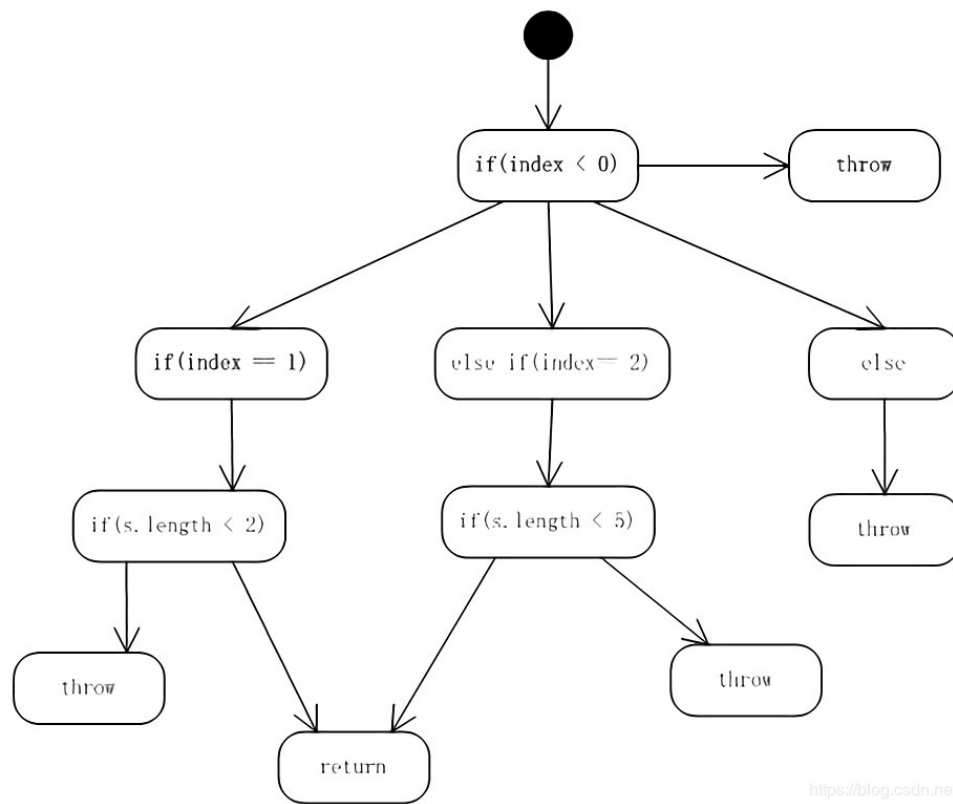 if(index < 0)
throw
if(index == 1)
else if(index== 2)
else
if(s.length < 2)
if(s.length < 5)
throw
throw
throw
return
https://blog.csdn.ne